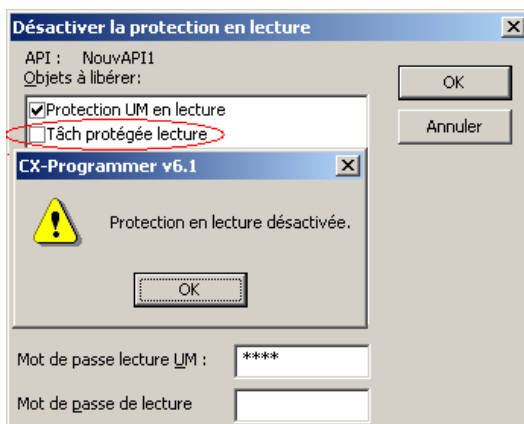 Désactiver la protection en lecture
API : NouvAPI1
Objets à libérer:
OK
Protection UM en lecture
Tâch protégée lecture
Annuler
CX-Programmer v6.1
Protection en lecture désactivée.
OK
Mot de passe lecture UM : ****
Mot de passe de lecture